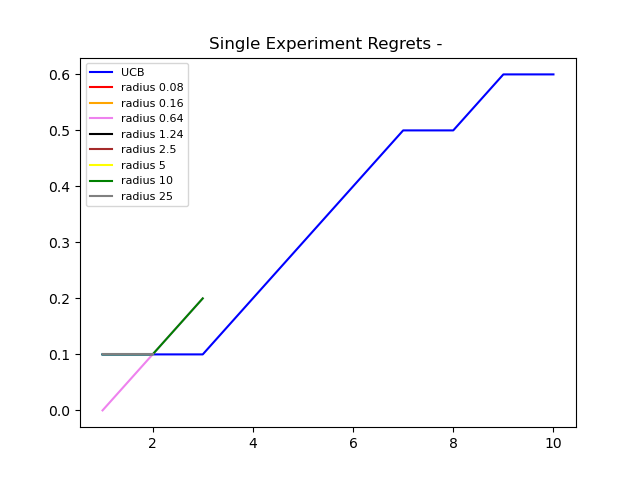 Single Experiment Regrets -
UCB
radius 0.08
radius 0.16
radius 0.64
radius 1.24
radius 2.5
radius 5
radius 10
radius 25
0.6
0.5
0.4
0.3
0.2
0.1
0.0
2 4 6 8 10